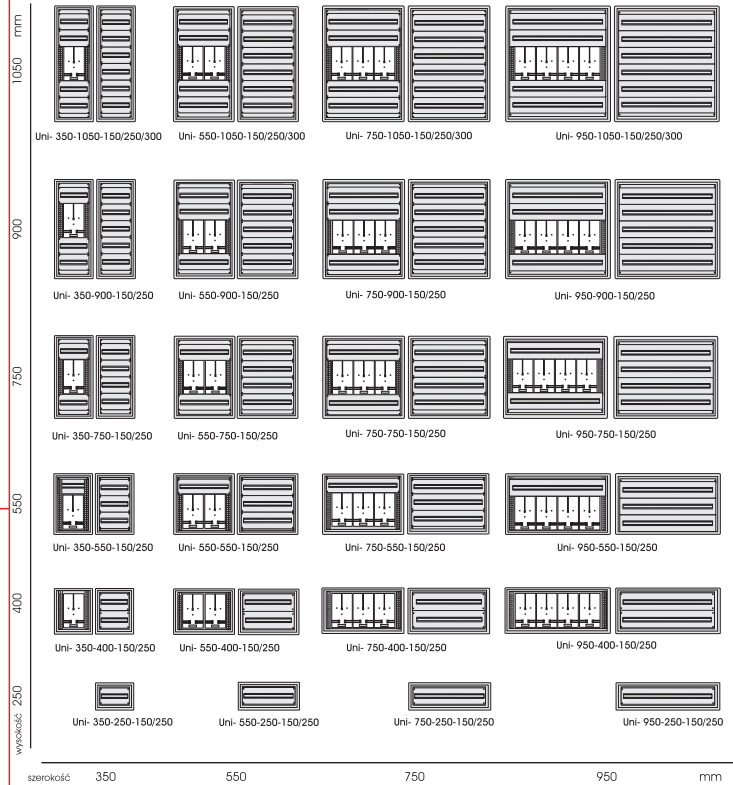 mm
1050
Uni- 350-1050-150/250/300
Uni- 550-1050-150/250/300
Uni- 750-1050-150/250/300
Uni- 950-1050-150/250/300
900
Uni- 350-900-150/250
Uni- 550-900-150/250
Uni- 750-900-150/250
Uni- 950-900-150/250
750
Uni- 350-750-150/250
Uni- 550-750-150/250
Uni- 750-750-150/250
Uni- 950-750-150/250
550
Uni- 350-550-150/250
Uni- 550-550-150/250
Uni- 750-550-150/250
Uni- 950-550-150/250
400
Uni- 350-400-150/250
Uni- 550-400-150/250
Uni- 750-400-150/250
Uni- 950-400-150/250
250
Uni- 350-250-150/250
Uni- 550-250-150/250
Uni- 750-250-150/250
Uni- 950-250-150/250
wysokość
szerokość 350 550 750 950 mm